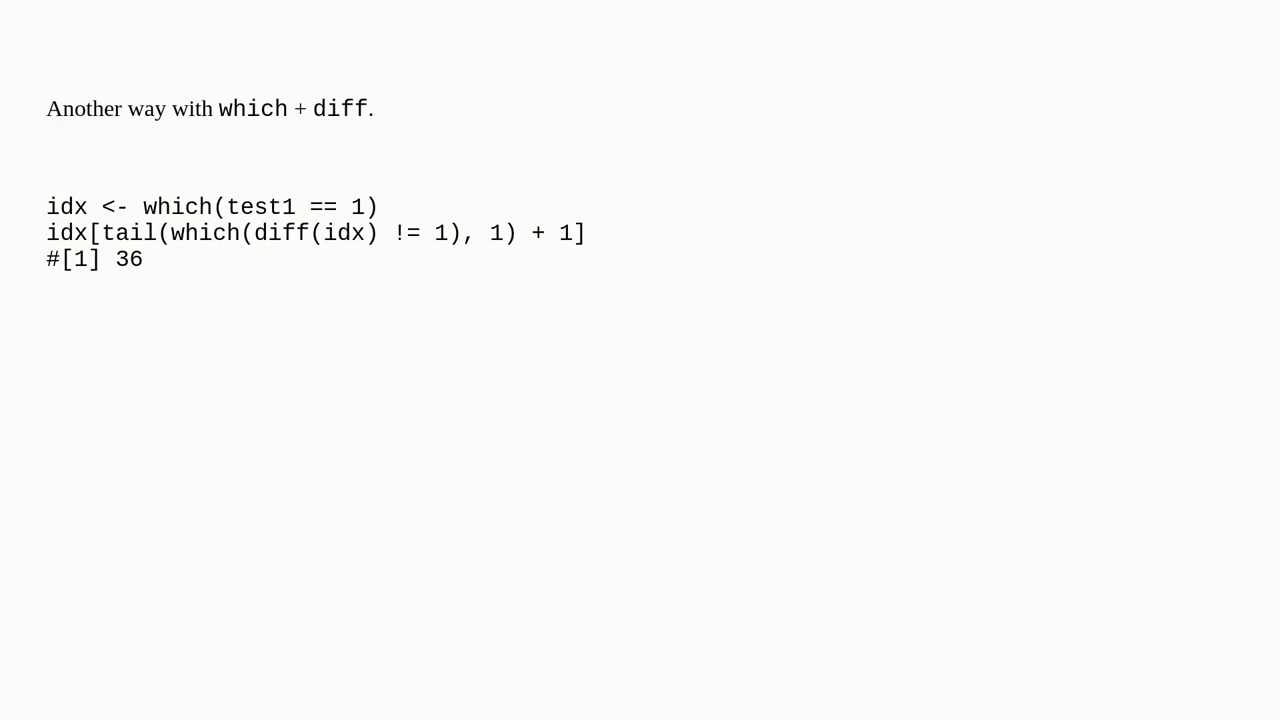 Another way with which + diff.
idx <- which(test1 == 1)
idx[tail(which(diff(idx) != 1), 1) + 1]
#[1] 36